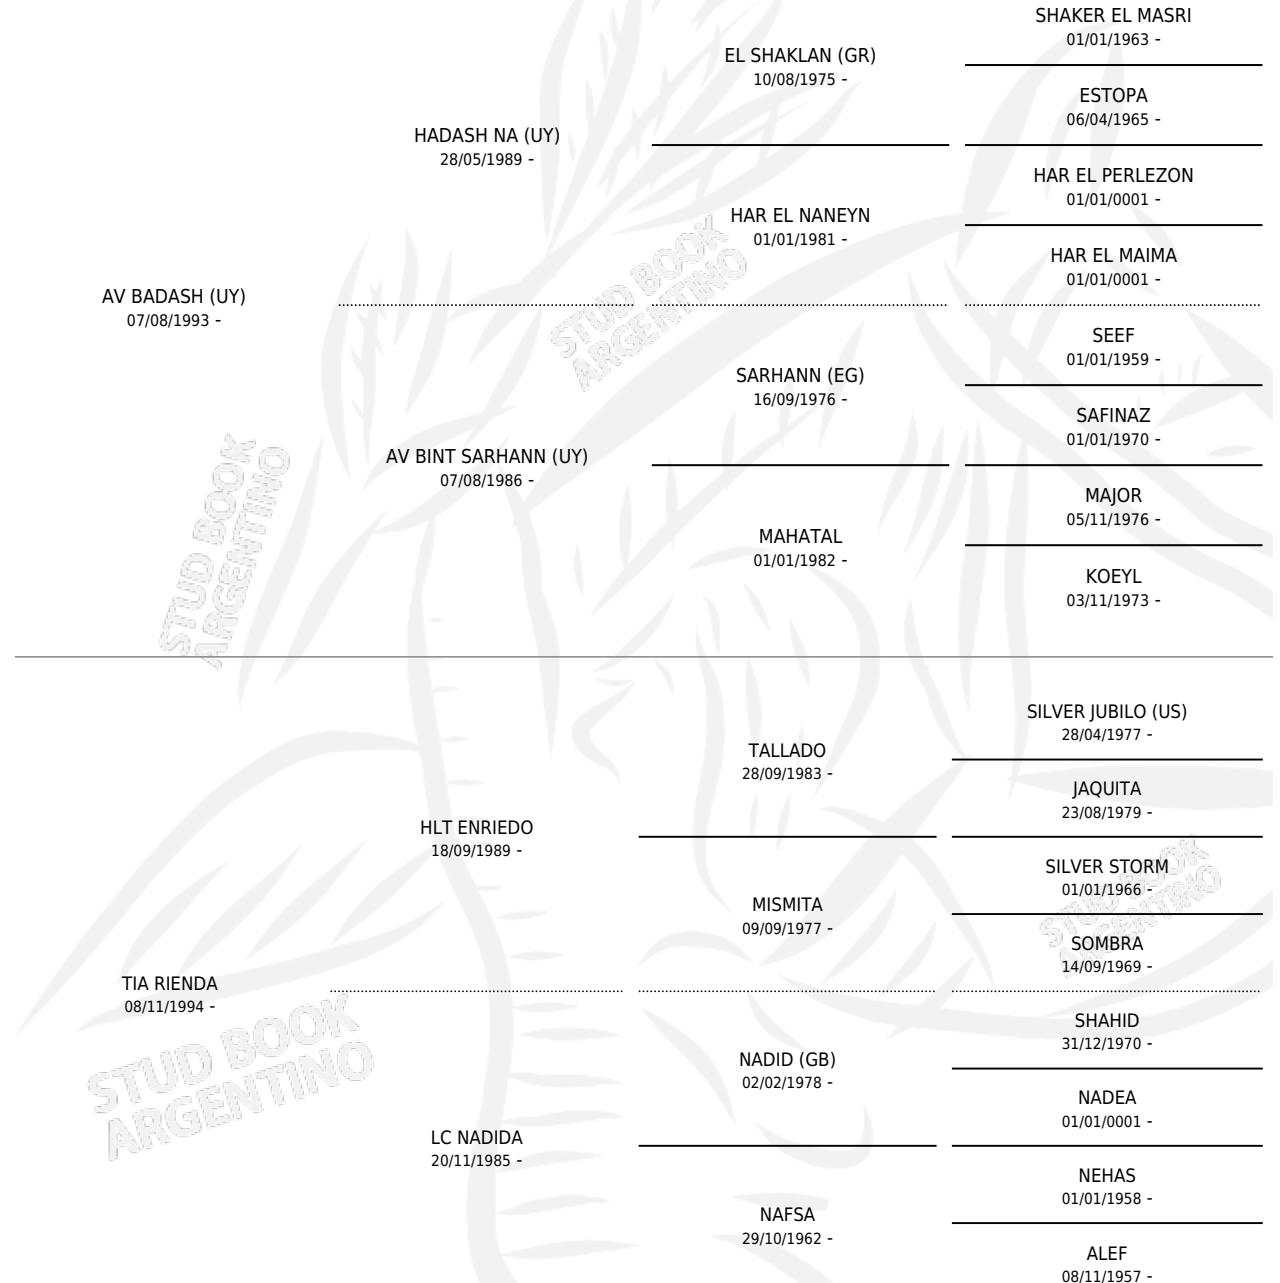 SHAKER EL MASRI
01/01/1963 -
EL SHAKLAN (GR)
10/08/1975 -
ESTOPA
06/04/1965 -
HADASH NA (UY)
28/05/1989 -
HAR EL PERLEZON
01/01/0001 -
HAR EL NANEYN
01/01/1981 -
HAR EL MAIMA
01/01/0001 -
AV BADASH (UY)
07/08/1993 -
STUD BOOK
ARGENTINO
SEEF
01/01/1959 -
SARHANN (EG)
16/09/1976 -
SAFINAZ
01/01/1970 -
AV BINT SARHANN (UY)
07/08/1986 -
MAJOR
05/11/1976 -
MAHATAL
01/01/1982 -
KOEYL
03/11/1973 -
STUD BOOK
ARGENTINO
SILVER JUBILO (US)
28/04/1977 -
TALLADO
28/09/1983 -
JAQUITA
23/08/1979 -
HLT ENRIEDO
18/09/1989 -
SILVER STORM
01/01/1966 -
MISMITA
09/09/1977 -
SOMBRA
14/09/1969 -
STUD BOOK
ARGENTINO
TIA RIENDA
08/11/1994 -
SHAHID
31/12/1970 -
NADID (GB)
02/02/1978 -
NADEA
01/01/0001 -
STUD BOOK
ARGENTINO
LC NADIDA
20/11/1985 -
NEHAS
01/01/1958 -
NAFSA
29/10/1962 -
ALEF
08/11/1957 -